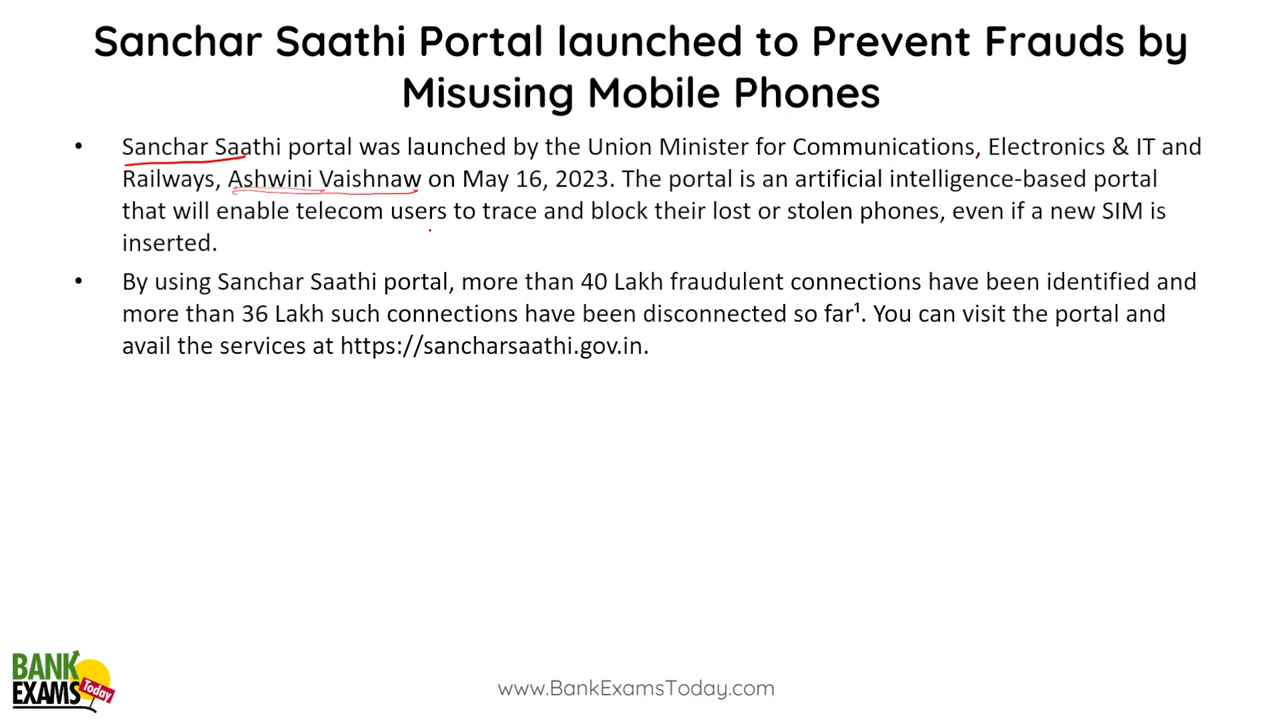 Sanchar Saathi Portal launched to Prevent Frauds by
Misusing Mobile Phones
• Sanchar Saathi portal was launched by the Union Minister for Communications, Electronics & IT and
Railways, Ashwini Vaishnaw on May 16, 2023. The portal is an artificial intelligence-based portal
that will enable telecom users to trace and block their lost or stolen phones, even if a new SIM is
inserted.
• By using Sanchar Saathi portal, more than 40 Lakh fraudulent connections have been identified and
more than 36 Lakh such connections have been disconnected so far¹. You can visit the portal and
avail the services at https://sancharsaathi.gov.in.
BANK
EXAMS
Today
www.BankExamsToday.com